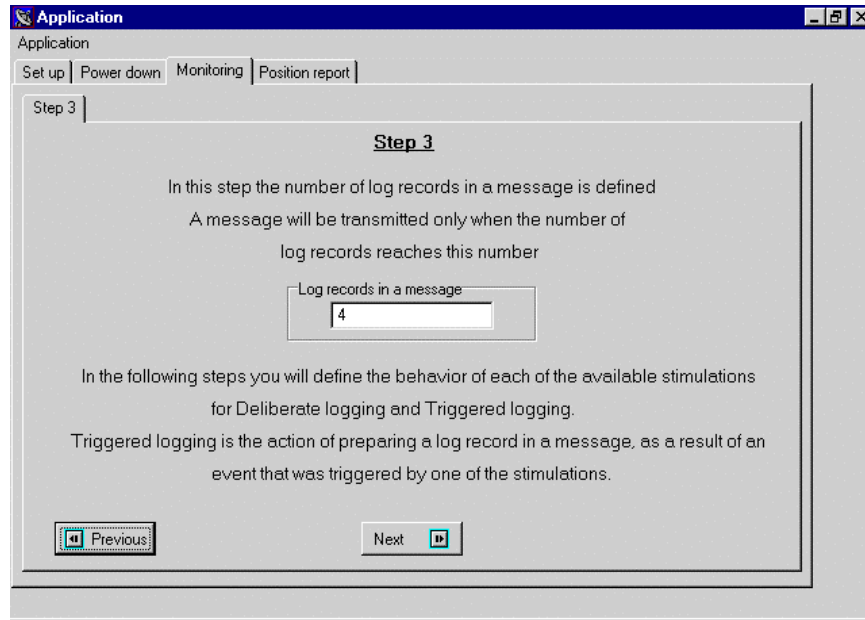 Application
Application
Set up
Power down
Monitoring
Position report
Step 3
Step 3
In this step the number of log records in a message is defined
A message will be transmitted only when the number of
log records reaches this number
Log records in a message
4
In the following steps you will define the behavior of each of the available stimulations
for Deliberate logging and Triggered logging.
Triggered logging is the action of preparing a log record in a message, as a result of an
event that was triggered by one of the stimulations.
Previous
Next